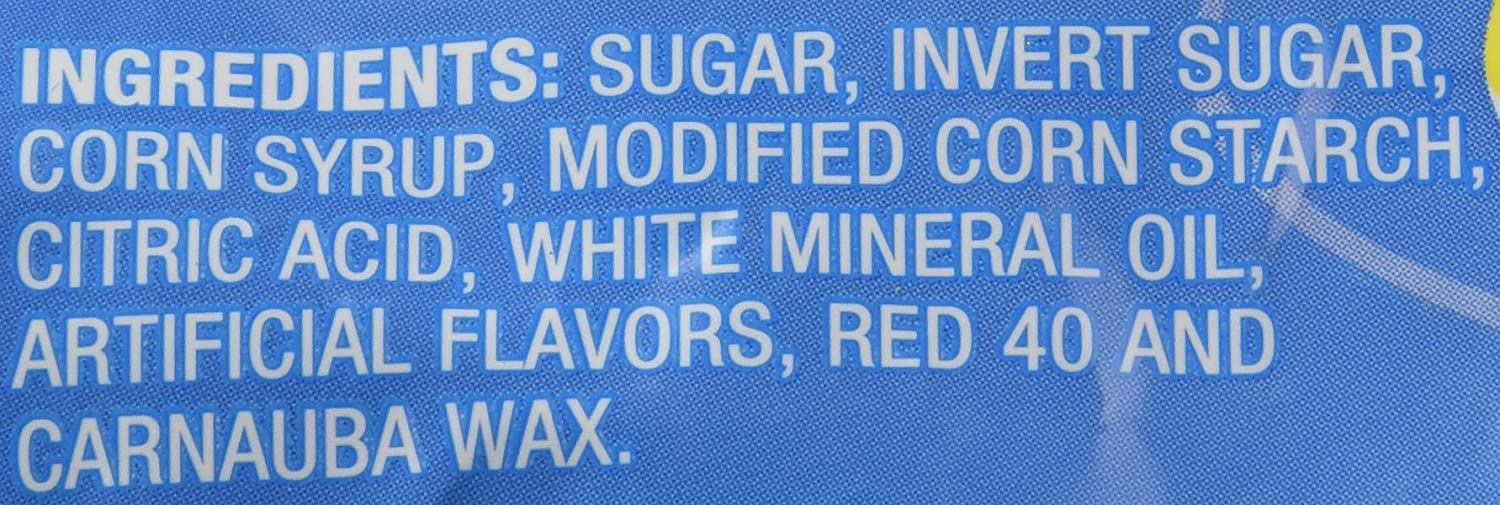 INGREDIENTS: SUGAR, INVERT SUGAR,
CORN SYRUP, MODIFIED CORN STARCH,
CITRIC ACID, WHITE MINERAL OIL,
ARTIFICIAL FLAVORS, RED 40 AND
CARNAUBA WAX.